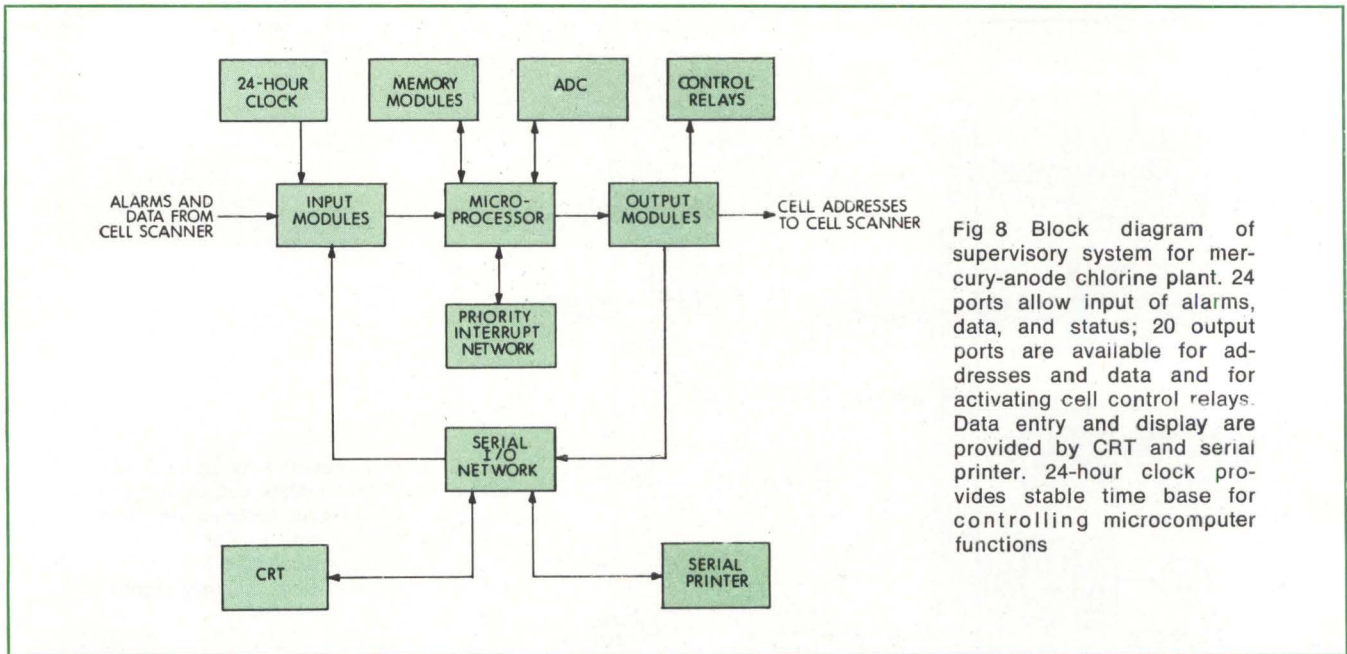 24-HOUR
CLOCK
MEMORY
MODULES
ADC
CONTROL
RELAYS
ALARMS AND
DATA FROM
CELL SCANNER
INPUT
MODULES
MICRO-
PROCESSOR
OUTPUT
MODULES
CELL ADDRESSES
TO CELL SCANNER
PRIORITY
INTERRUPT
NETWORK
SERIAL
I/O
NETWORK
CRT
SERIAL
PRINTER
Fig 8 Block diagram of
supervisory system for mer-
cury-anode chlorine plant. 24
ports allow input of alarms,
data, and status; 20 output
ports are available for ad-
dresses and data and for
activating cell control relays.
Data entry and display are
provided by CRT and serial
printer. 24-hour clock pro-
vides stable time base for
controlling microcomputer
functions